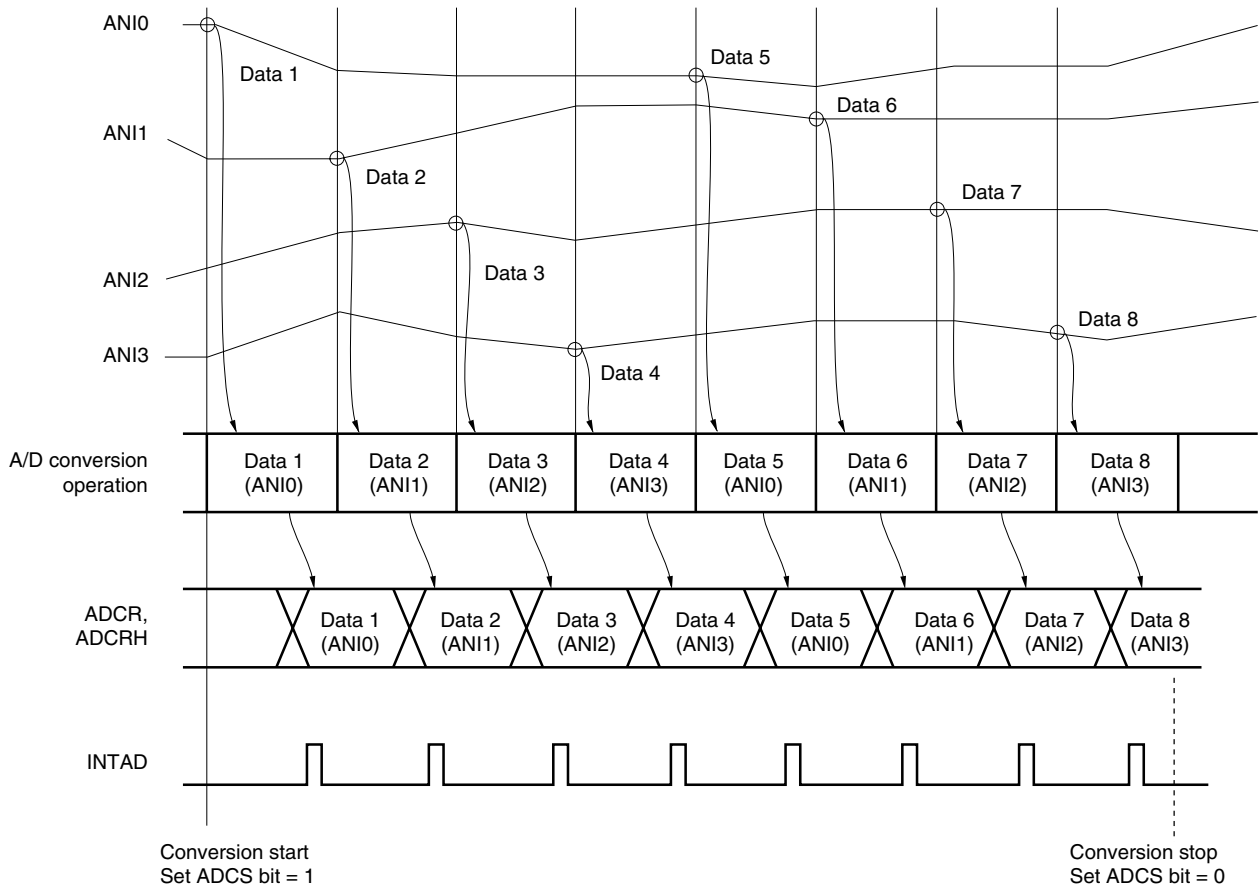 ANI0
Data 1
Data 5
ANI1
Data 6
Data 2
Data 7
ANI2
Data 3
Data 8
ANI3
Data 4
A/D conversion
operation
Data 1
(ANI0)
Data 2
(ANI1)
Data 3
(ANI2)
Data 4
(ANI3)
Data 5
(ANI0)
Data 6
(ANI1)
Data 7
(ANI2)
Data 8
(ANI3)
ADCR,
ADCRH
Data 1
(ANI0)
Data 2
(ANI1)
Data 3
(ANI2)
Data 4
(ANI3)
Data 5
(ANI0)
Data 6
(ANI1)
Data 7
(ANI2)
Data 8
(ANI3)
INTAD
Conversion start
Set ADCS bit = 1
Conversion stop
Set ADCS bit = 0